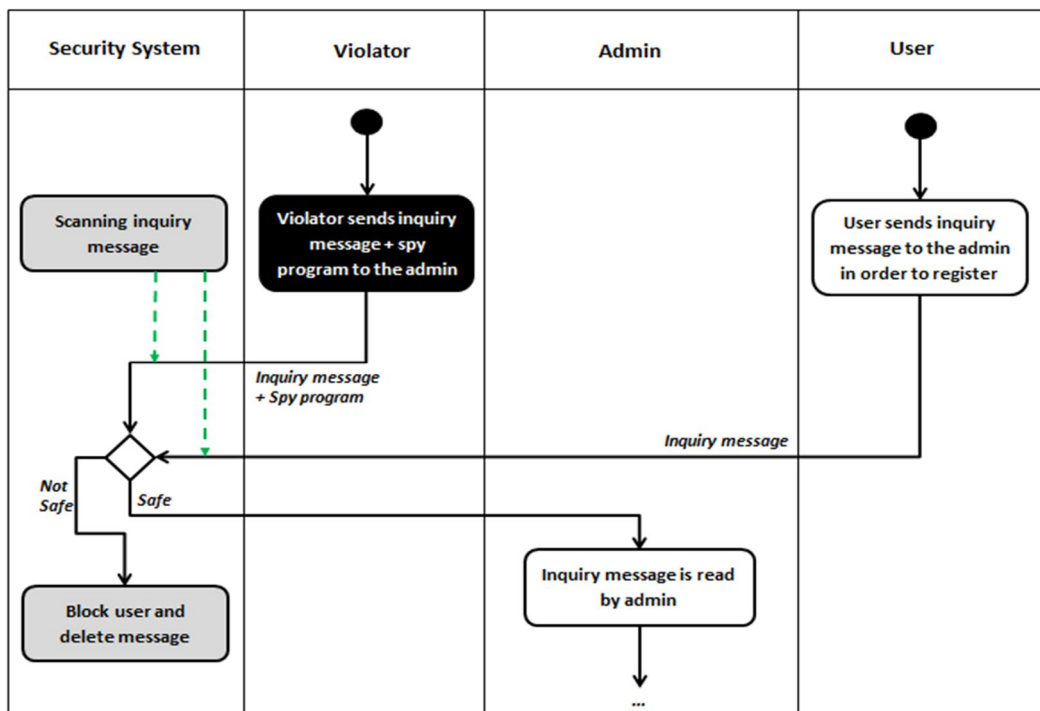 Security System
Violator
Admin
User
Scanning inquiry
message
Violator sends inquiry
message + spy
program to the admin
User sends inquiry
message to the admin
in order to register
Inquiry message
+ Spy program
Inquiry message
Not
Safe
Safe
Inquiry message is read
by admin
Block user and
delete message
...